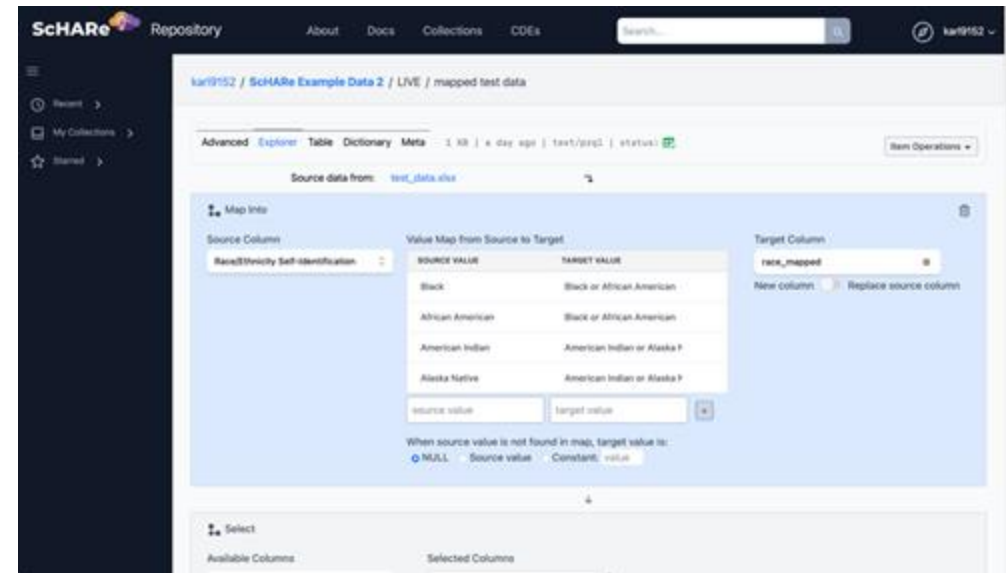 ScHARe Repository About Docs Collections CDEs Search... karl9152
Recent
My Collections
Starred
karl9152 / ScHARe Example Data 2 / LIVE / mapped test data
Advanced Explorer Table Dictionary Meta 1 KB | a day ago | text/prql | status:
Item Operations
Source data from: test_data.xlsx
Map Into
Source Column Value Map from Source to Target Target Column
Race/Ethnicity Self-Identification SOURCE VALUE TARGET VALUE race_mapped
Black Black or African American New column Replace source column
African American Black or African American
American Indian American Indian or Alaska N
Alaska Native American Indian or Alaska N
source value target value +
When source value is not found in map, target value is:
NULL Source value Constant: value
Select
Available Columns Selected Columns